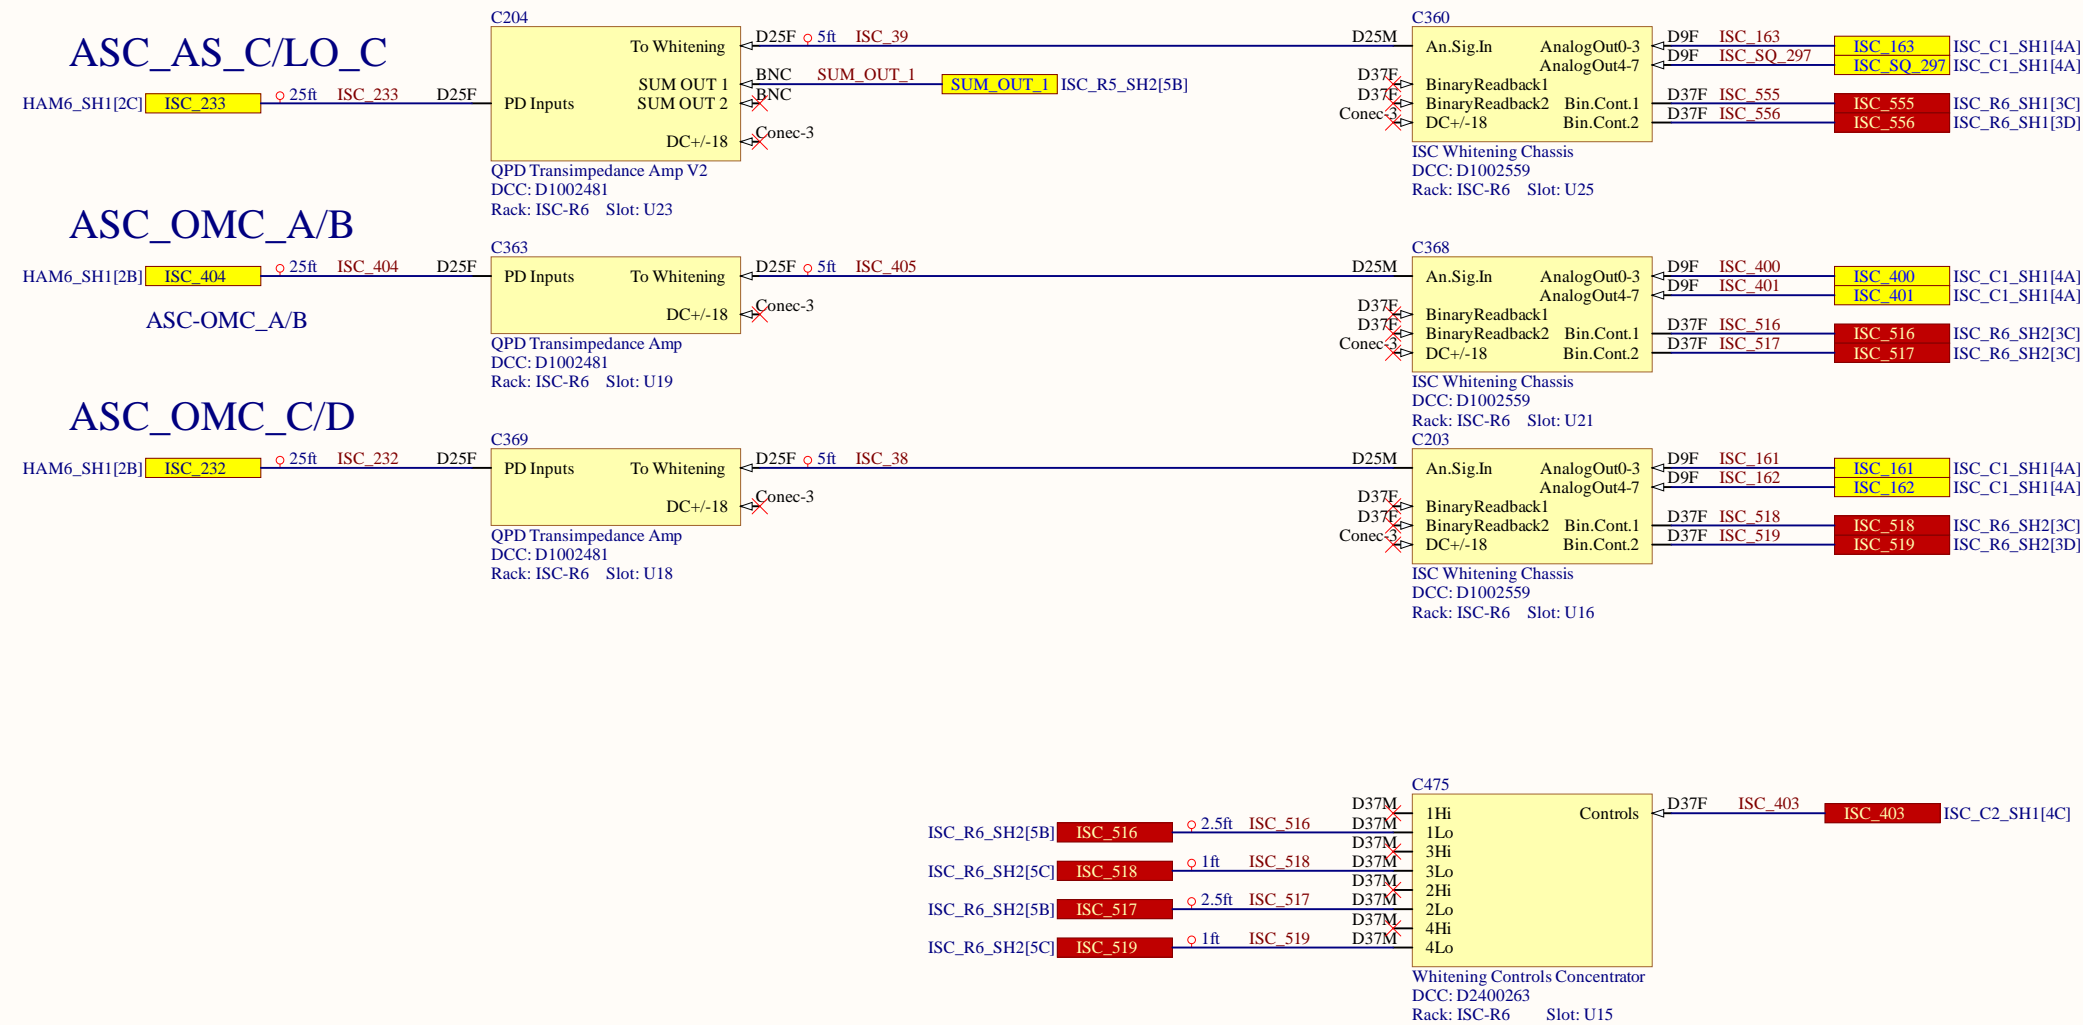 ASC_AS_C/LO_C
HAM6_SH1[2C] ISC_233 25ft ISC_233 D25F
C204
PD Inputs
To Whitening
SUM OUT 1
SUM OUT 2
DC+/-18
D25F 5ft ISC_39 D25M
BNC SUM_OUT_1 SUM_OUT_1 ISC_R5_SH2[5B]
BNC
Conec-3
QPD Transimpedance Amp V2
DCC: D1002481
Rack: ISC-R6 Slot: U23
C360
D37F
D37F
Conec-3
An.Sig.In AnalogOut0-3
AnalogOut4-7
BinaryReadback1
BinaryReadback2 Bin.Cont.1
DC+/-18 Bin.Cont.2
D9F ISC_163 ISC_163 ISC_C1_SH1[4A]
D9F ISC_SQ_297 ISC_SQ_297 ISC_C1_SH1[4A]
D37F ISC_555 ISC_555 ISC_R6_SH1[3C]
D37F ISC_556 ISC_556 ISC_R6_SH1[3D]
ISC Whitening Chassis
DCC: D1002559
Rack: ISC-R6 Slot: U25
ASC_OMC_A/B
HAM6_SH1[2B] ISC_404 25ft ISC_404 D25F
ASC-OMC_A/B
C363
PD Inputs To Whitening
DC+/-18
D25F 5ft ISC_405 D25M
Conec-3
QPD Transimpedance Amp
DCC: D1002481
Rack: ISC-R6 Slot: U19
C368
D37F
D37F
Conec-3
An.Sig.In AnalogOut0-3
AnalogOut4-7
BinaryReadback1
BinaryReadback2 Bin.Cont.1
DC+/-18 Bin.Cont.2
D9F ISC_400 ISC_400 ISC_C1_SH1[4A]
D9F ISC_401 ISC_401 ISC_C1_SH1[4A]
D37F ISC_516 ISC_516 ISC_R6_SH2[3C]
D37F ISC_517 ISC_517 ISC_R6_SH2[3C]
ISC Whitening Chassis
DCC: D1002559
Rack: ISC-R6 Slot: U21
ASC_OMC_C/D
HAM6_SH1[2B] ISC_232 25ft ISC_232 D25F
C369
PD Inputs To Whitening
DC+/-18
D25F 5ft ISC_38 D25M
Conec-3
QPD Transimpedance Amp
DCC: D1002481
Rack: ISC-R6 Slot: U18
C203
D37F
D37F
Conec-3
An.Sig.In AnalogOut0-3
AnalogOut4-7
BinaryReadback1
BinaryReadback2 Bin.Cont.1
DC+/-18 Bin.Cont.2
D9F ISC_161 ISC_161 ISC_C1_SH1[4A]
D9F ISC_162 ISC_162 ISC_C1_SH1[4A]
D37F ISC_518 ISC_518 ISC_R6_SH2[3C]
D37F ISC_519 ISC_519 ISC_R6_SH2[3D]
ISC Whitening Chassis
DCC: D1002559
Rack: ISC-R6 Slot: U16
C475
D37M 1Hi Controls D37F ISC_403 ISC_403 ISC_C2_SH1[4C]
ISC_R6_SH2[5B] ISC_516 2.5ft ISC_516 D37M 1Lo
D37M 3Hi
ISC_R6_SH2[5C] ISC_518 1ft ISC_518 D37M 3Lo
D37M 2Hi
ISC_R6_SH2[5B] ISC_517 2.5ft ISC_517 D37M 2Lo
D37M 4Hi
ISC_R6_SH2[5C] ISC_519 1ft ISC_519 D37M 4Lo
Whitening Controls Concentrator
DCC: D2400263
Rack: ISC-R6 Slot: U15